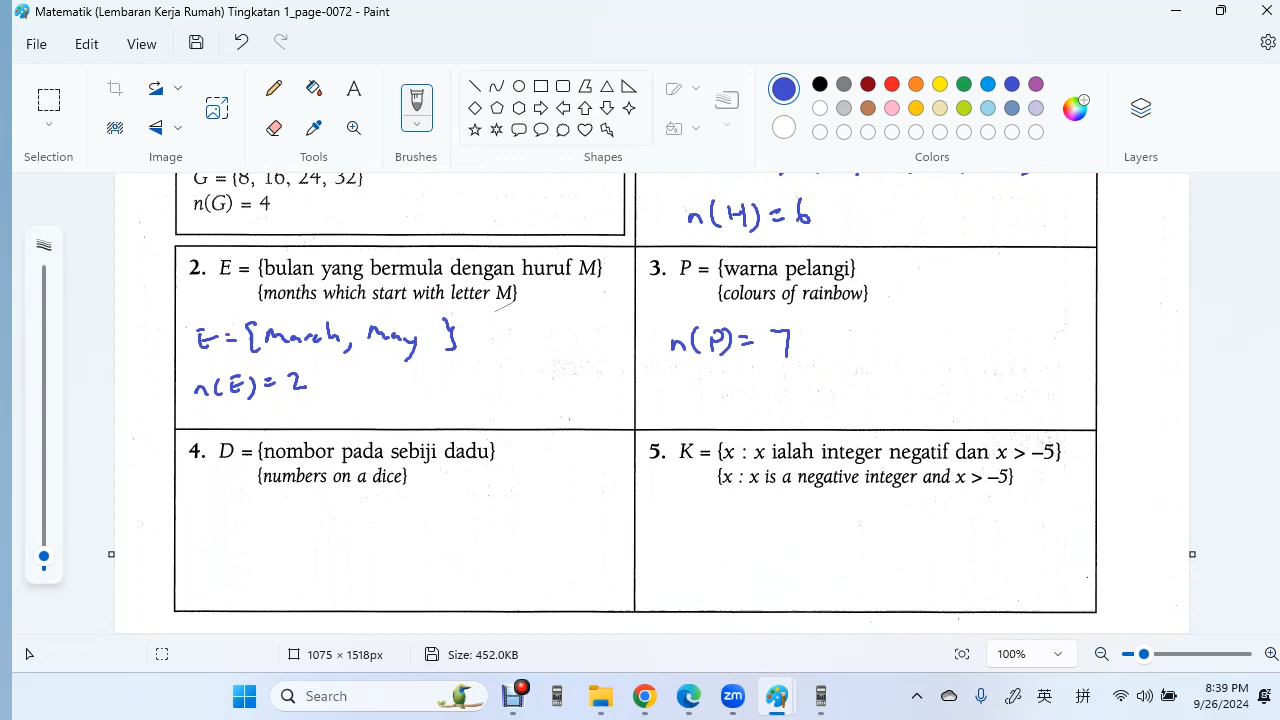 Matematik (Lembaran Kerja Rumah) Tingkatan 1_page-0072 - Paint
File Edit View
Selection Image Tools Brushes Shapes Colors Layers
G = {8, 16, 24, 32}
n(G) = 4
n(H) = 6
2. E = {bulan yang bermula dengan huruf M}
{months which start with letter M}
E = {March, May }
n(E) = 2
3. P = {warna pelangi}
{colours of rainbow}
n(P) = 7
4. D = {nombor pada sebiji dadu}
{numbers on a dice}
5. K = {x : x ialah integer negatif dan x > –5}
{x : x is a negative integer and x > –5}
1075 × 1518px
Size: 452.0KB
100%
Search
zm
英 拼
8:39 PM
9/26/2024